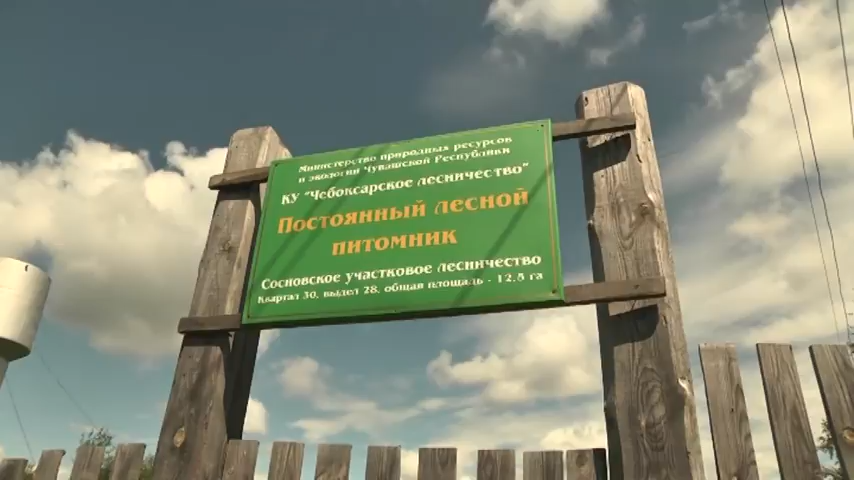 Министерство природных ресурсов
и экологии Чувашской Республики
КУ "Чебоксарское лесничество"
Постоянный лесной
питомник
Сосновское участковое лесничество
Квартал 30, выдел 28, общая площадь - 12,5 га